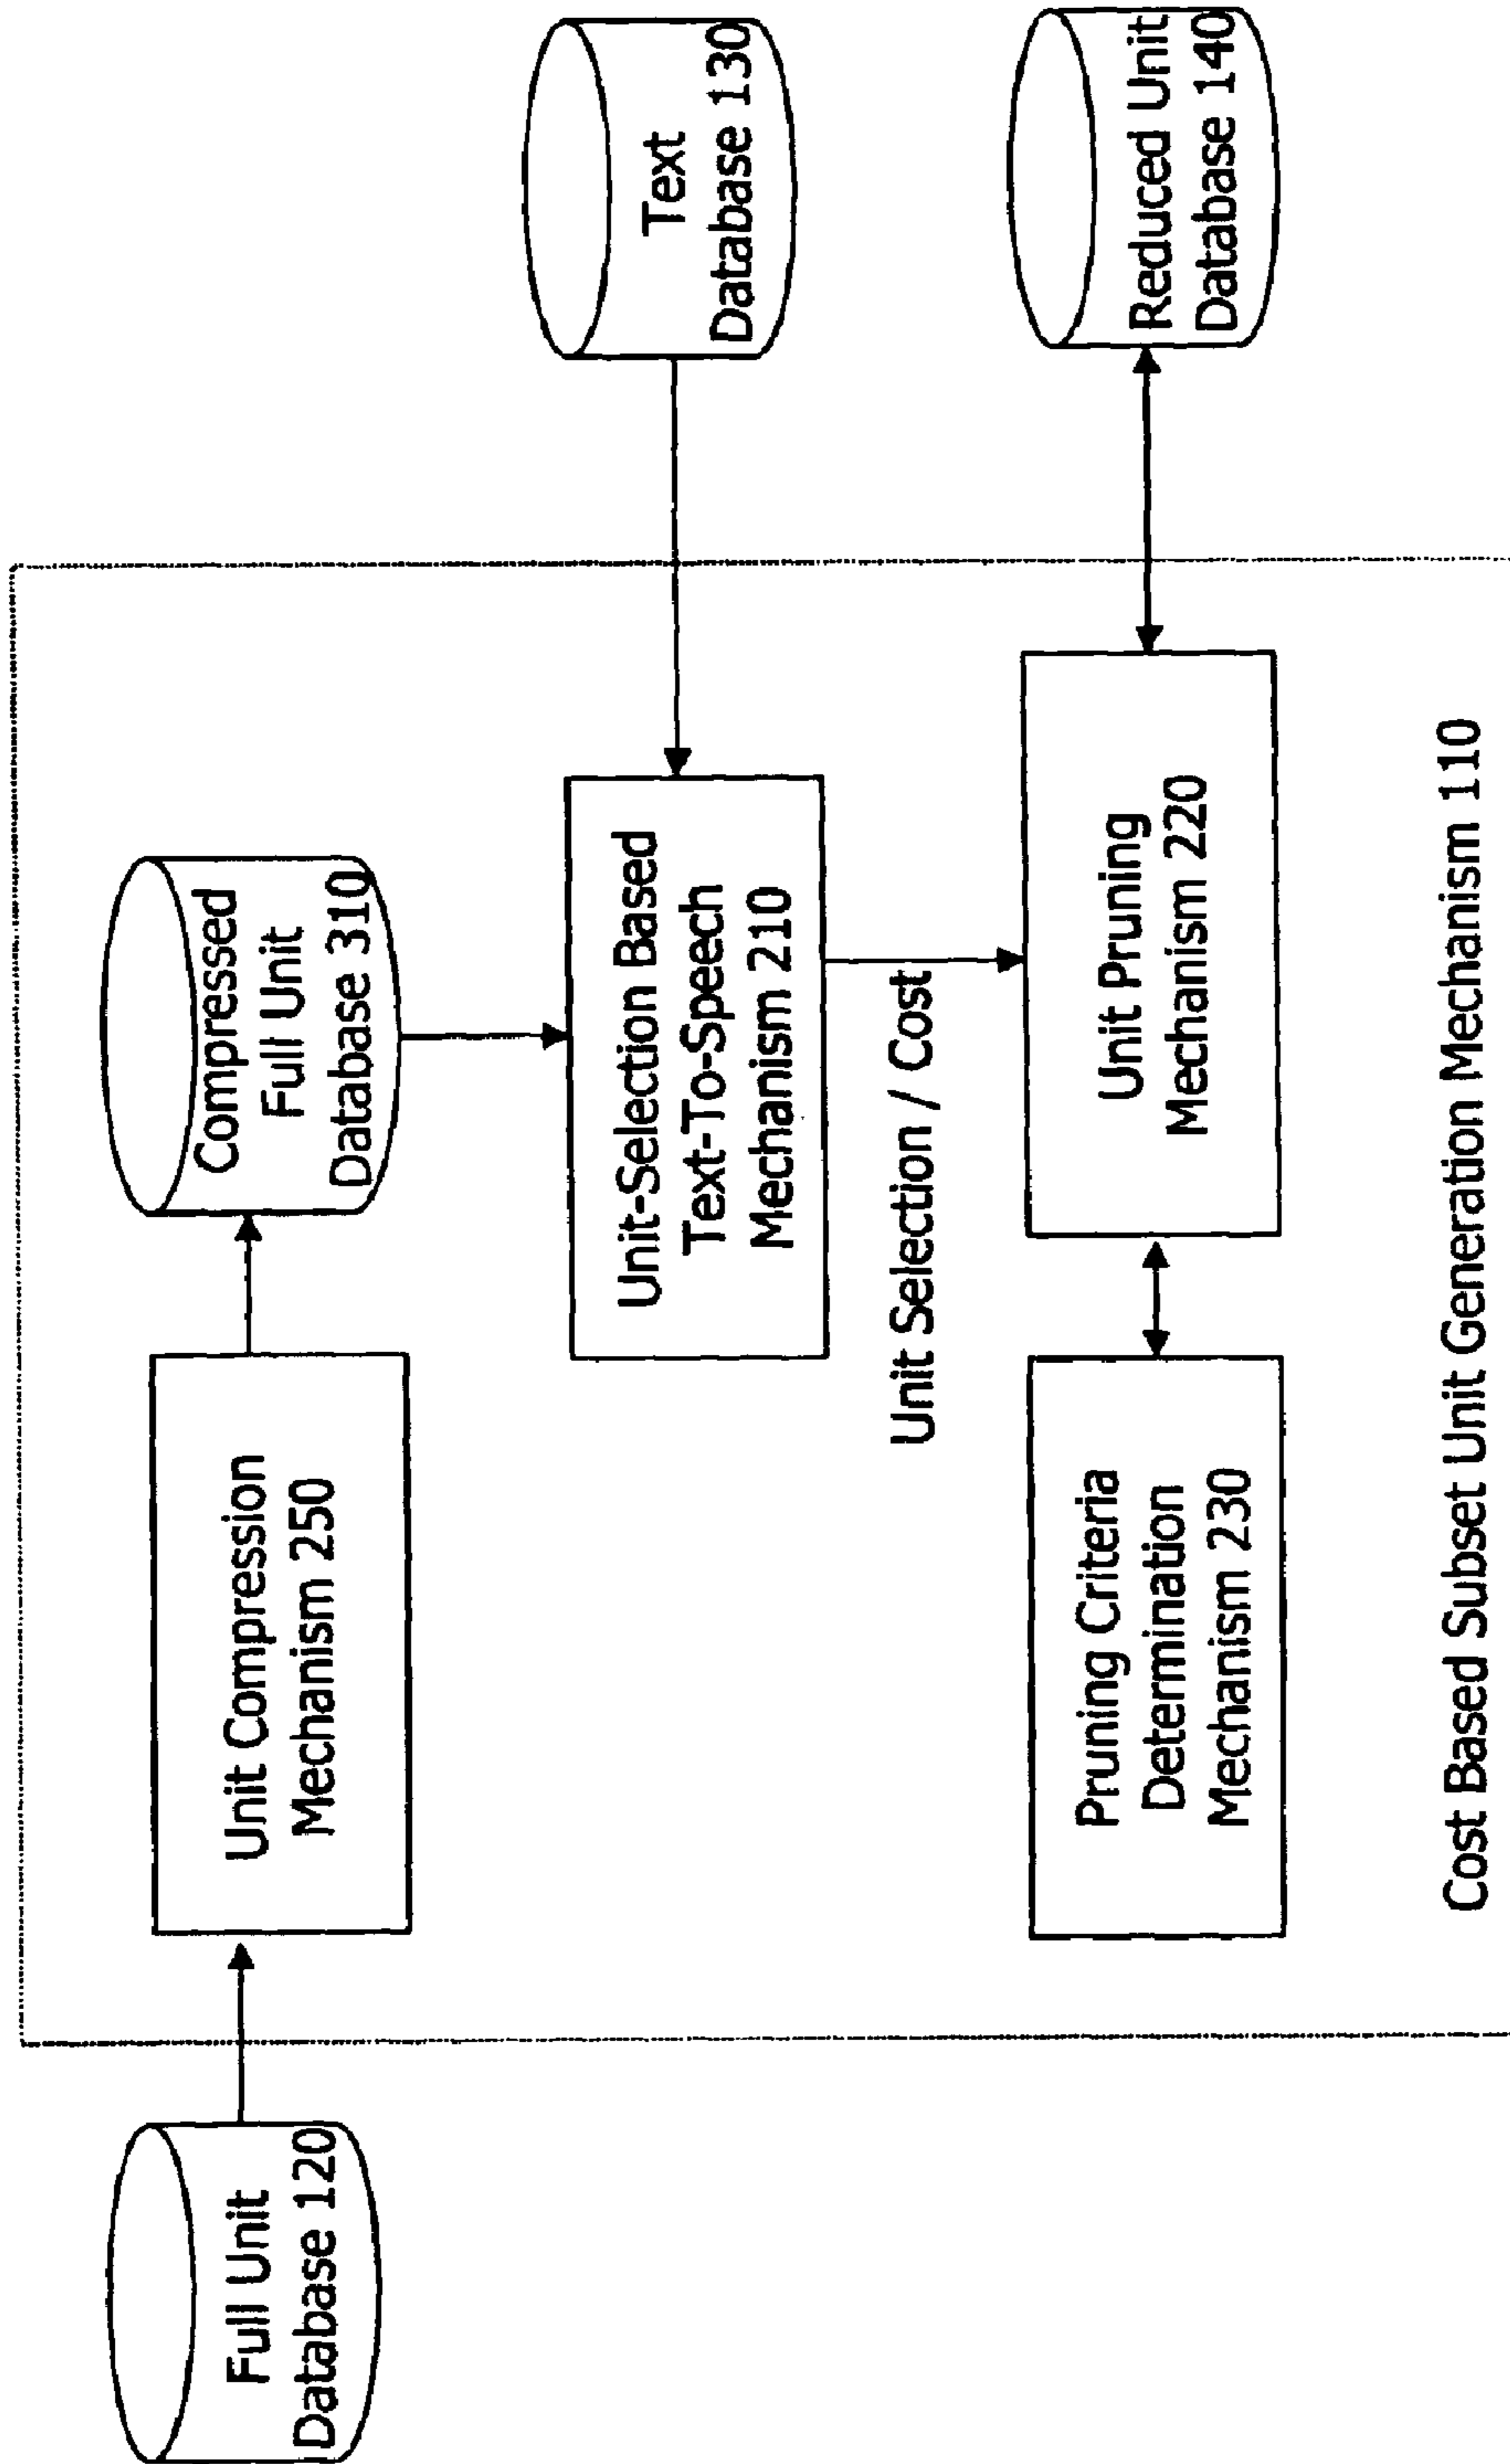 Full Unit
Database 120
Unit Compression
Mechanism 250
Compressed
Full Unit
Database 310
Unit-Selection Based
Text-To-Speech
Mechanism 210
Text
Database 130
Unit Selection / Cost
Pruning Criteria
Determination
Mechanism 230
Unit Pruning
Mechanism 220
Reduced Unit
Database 140
Cost Based Subset Unit Generation Mechanism 110